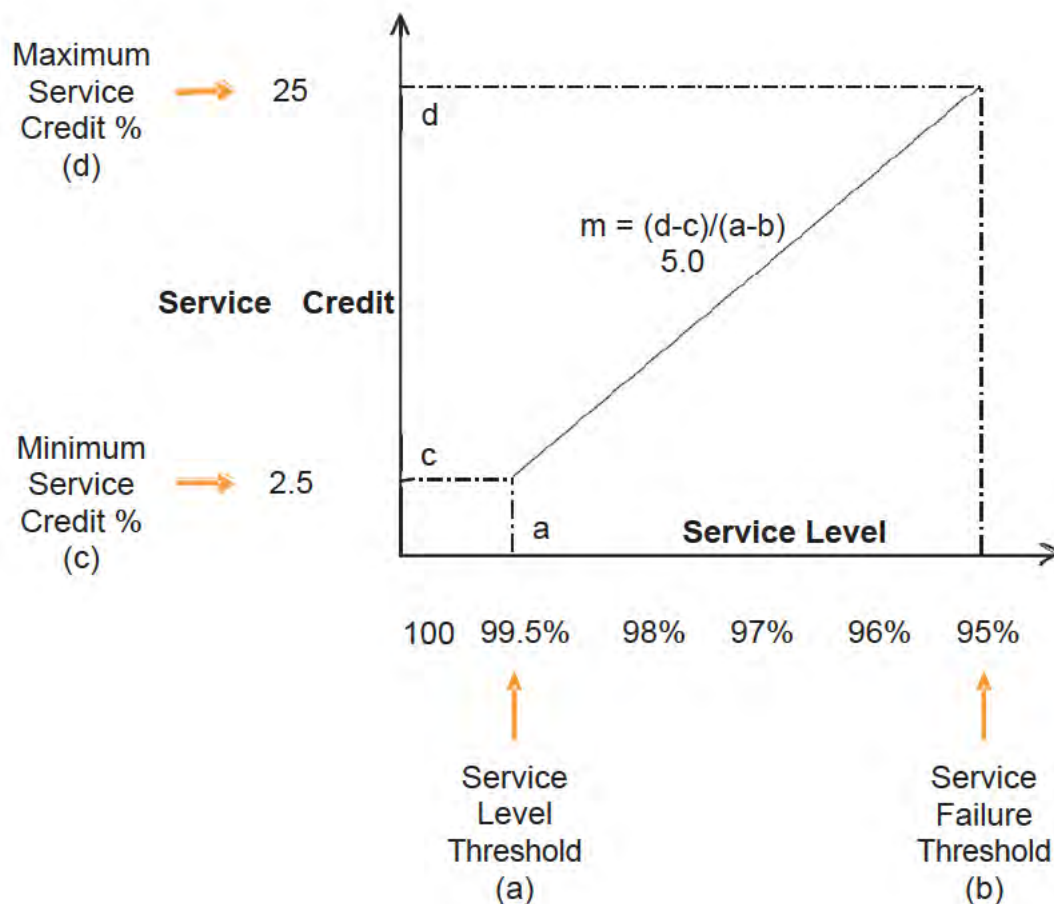 Maximum
Service
Credit %
(d)
25
d
m = (d-c)/(a-b)
5.0
Service Credit
Minimum
Service
Credit %
(c)
2.5
c
a
Service Level
100 99.5% 98% 97% 96% 95%
Service
Level
Threshold
(a)
Service
Failure
Threshold
(b)